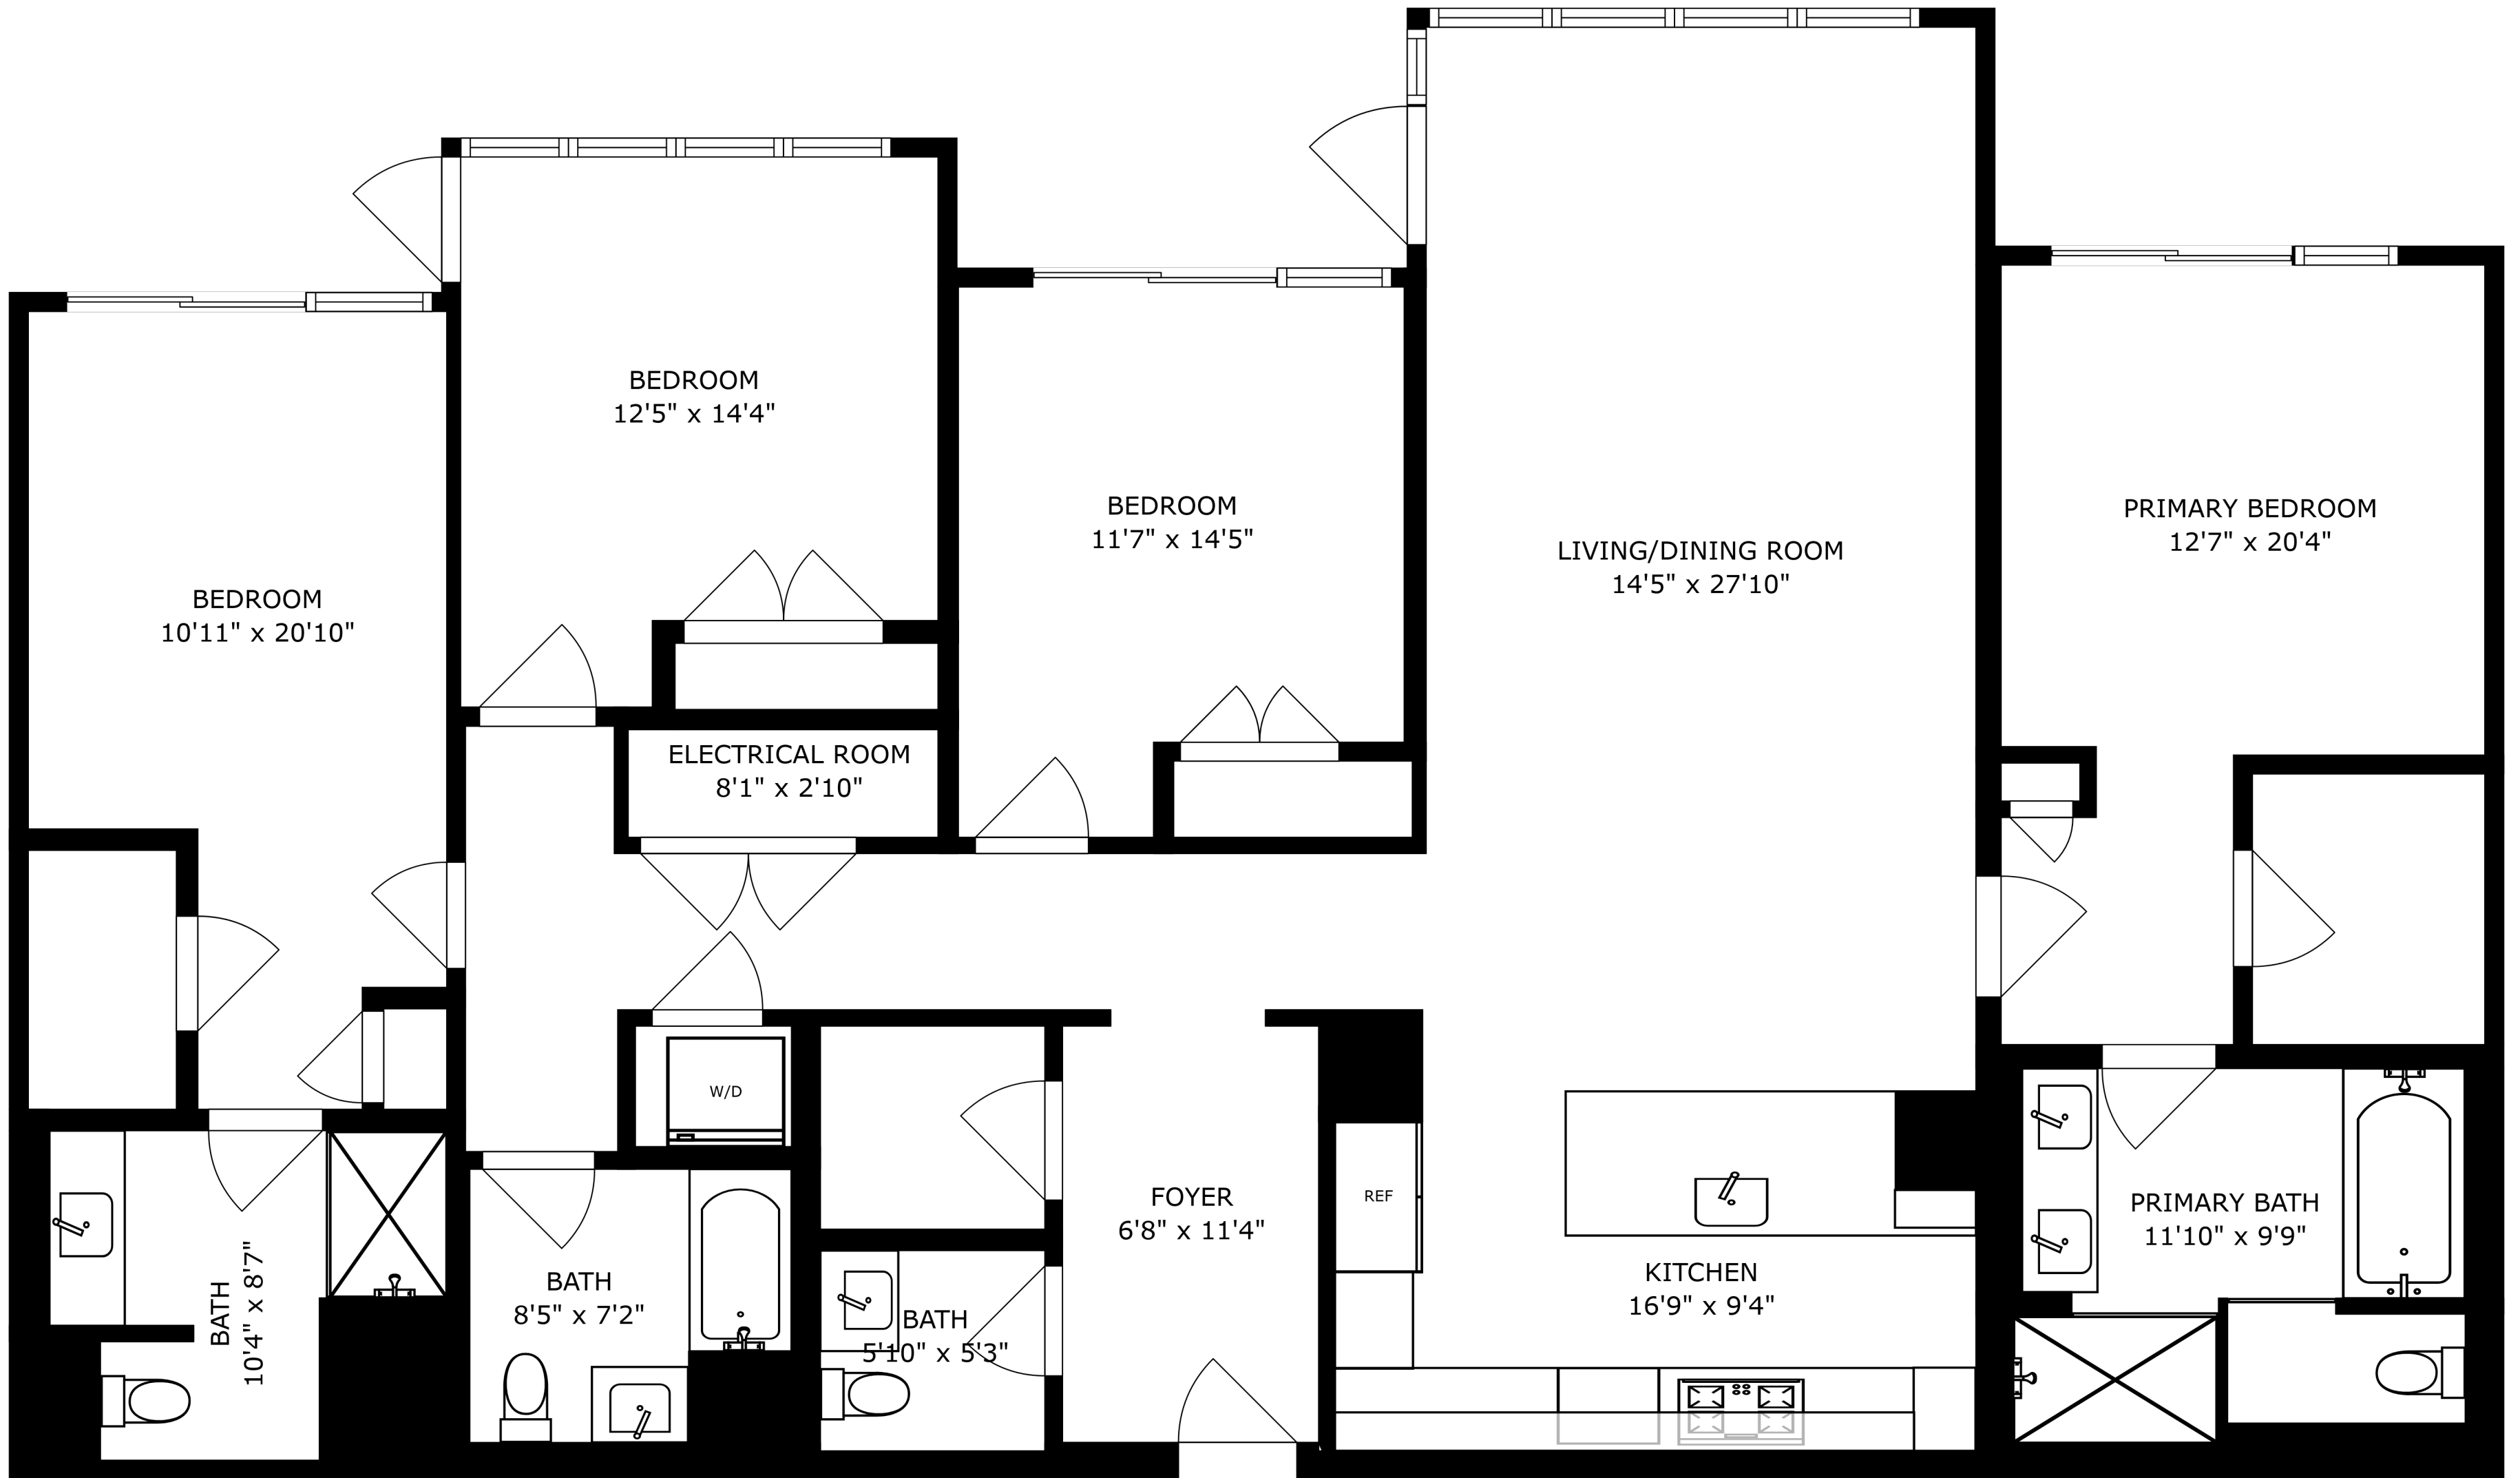 BEDROOM
12'5" x 14'4"
BEDROOM
11'7" x 14'5"
PRIMARY BEDROOM
12'7" x 20'4"
LIVING/DINING ROOM
14'5" x 27'10"
BEDROOM
10'11" x 20'10"
ELECTRICAL ROOM
8'1" x 2'10"
W/D
REF
FOYER
6'8" x 11'4"
PRIMARY BATH
11'10" x 9'9"
KITCHEN
16'9" x 9'4"
BATH
10'4" x 8'7"
BATH
8'5" x 7'2"
BATH
5'10" x 5'3"